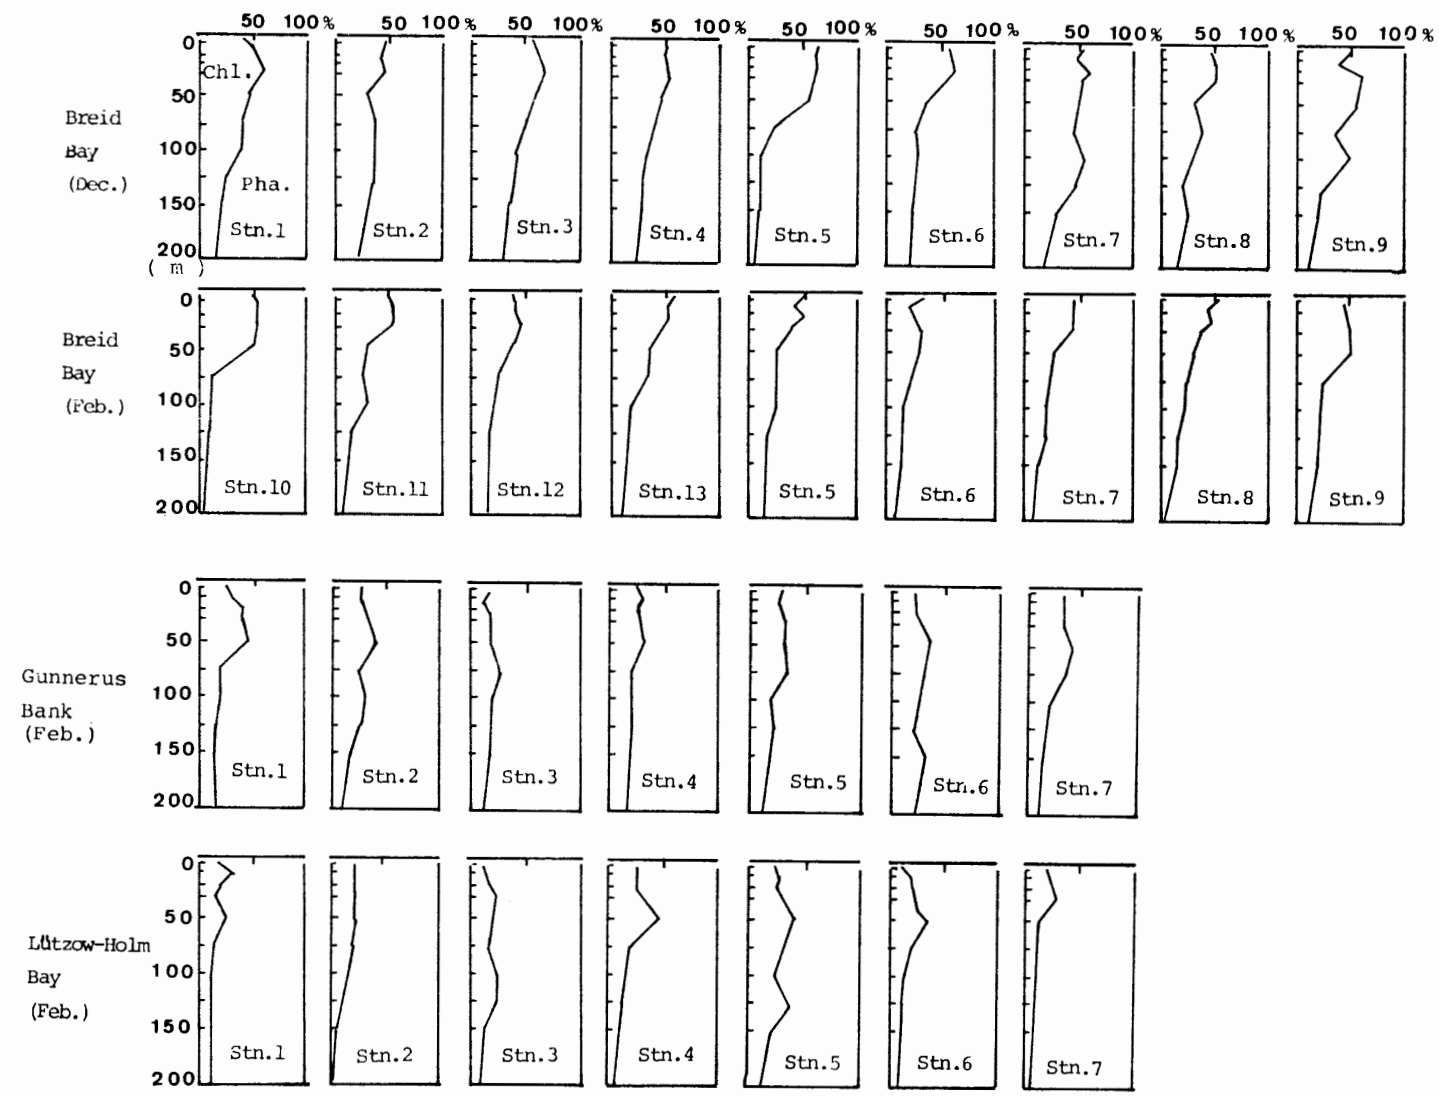 50 100% 50 100% 50 100% 50 100% 50 100% 50 100% 50 100% 50 100% 50 100%
0
Chl.
50
Breid
Bay
(Dec.)
100
Pha.
150
Stn.1 Stn.2 Stn.3 Stn.4 Stn.5 Stn.6 Stn.7 Stn.8 Stn.9
200
(m)
0
Breid
50
Bay
(Feb.)
100
150
Stn.10 Stn.11 Stn.12 Stn.13 Stn.5 Stn.6 Stn.7 Stn.8 Stn.9
200
0
50
Gunnerus
100
Bank
(Feb.)
150
Stn.1 Stn.2 Stn.3 Stn.4 Stn.5 Stn.6 Stn.7
200
0
50
Lützow-Holm
Bay
100
(Feb.)
150
Stn.1 Stn.2 Stn.3 Stn.4 Stn.5 Stn.6 Stn.7
200